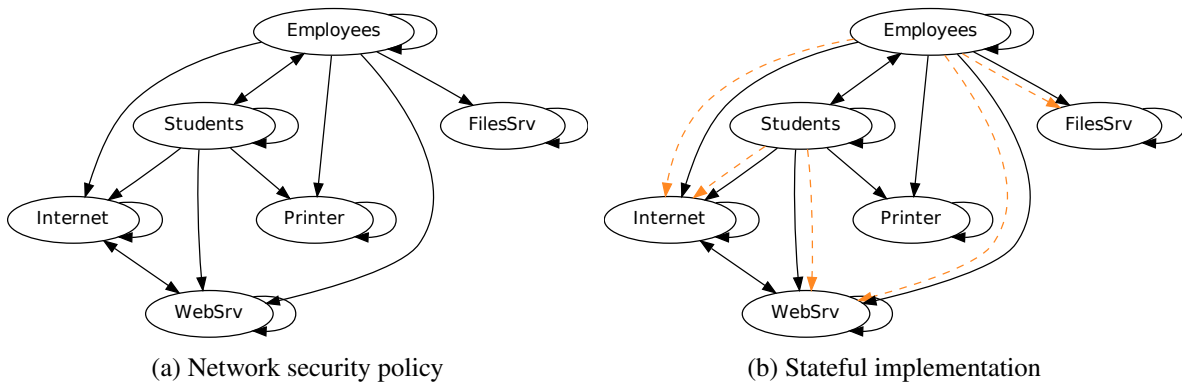 Employees
Students
FilesSrv
Internet
Printer
WebSrv
(a) Network security policy
Employees
Students
FilesSrv
Internet
Printer
WebSrv
(b) Stateful implementation